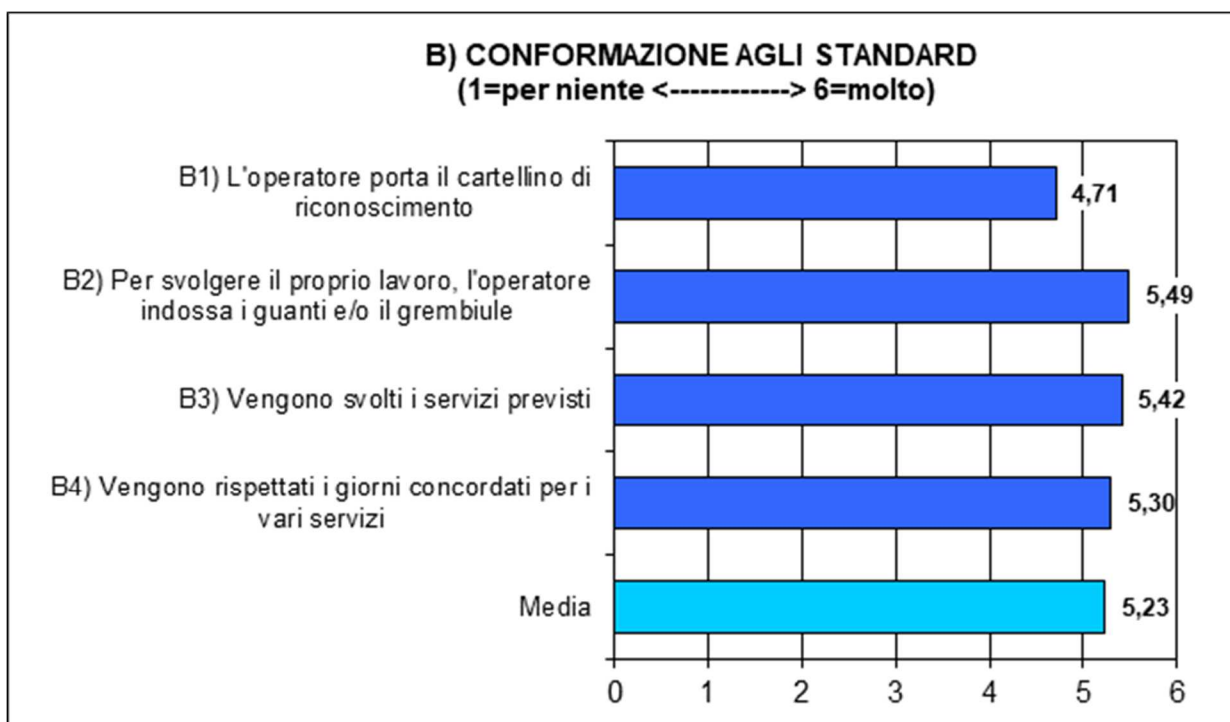 B) CONFORMAZIONE AGLI STANDARD
(1=per niente <------------> 6=molto)
B1) L'operatore porta il cartellino di
riconoscimento
4,71
B2) Per svolgere il proprio lavoro, l'operatore
indossa i guanti e/o il grembiule
5,49
B3) Vengono svolti i servizi previsti
5,42
B4) Vengono rispettati i giorni concordati per i
vari servizi
5,30
Media
5,23
0 1 2 3 4 5 6